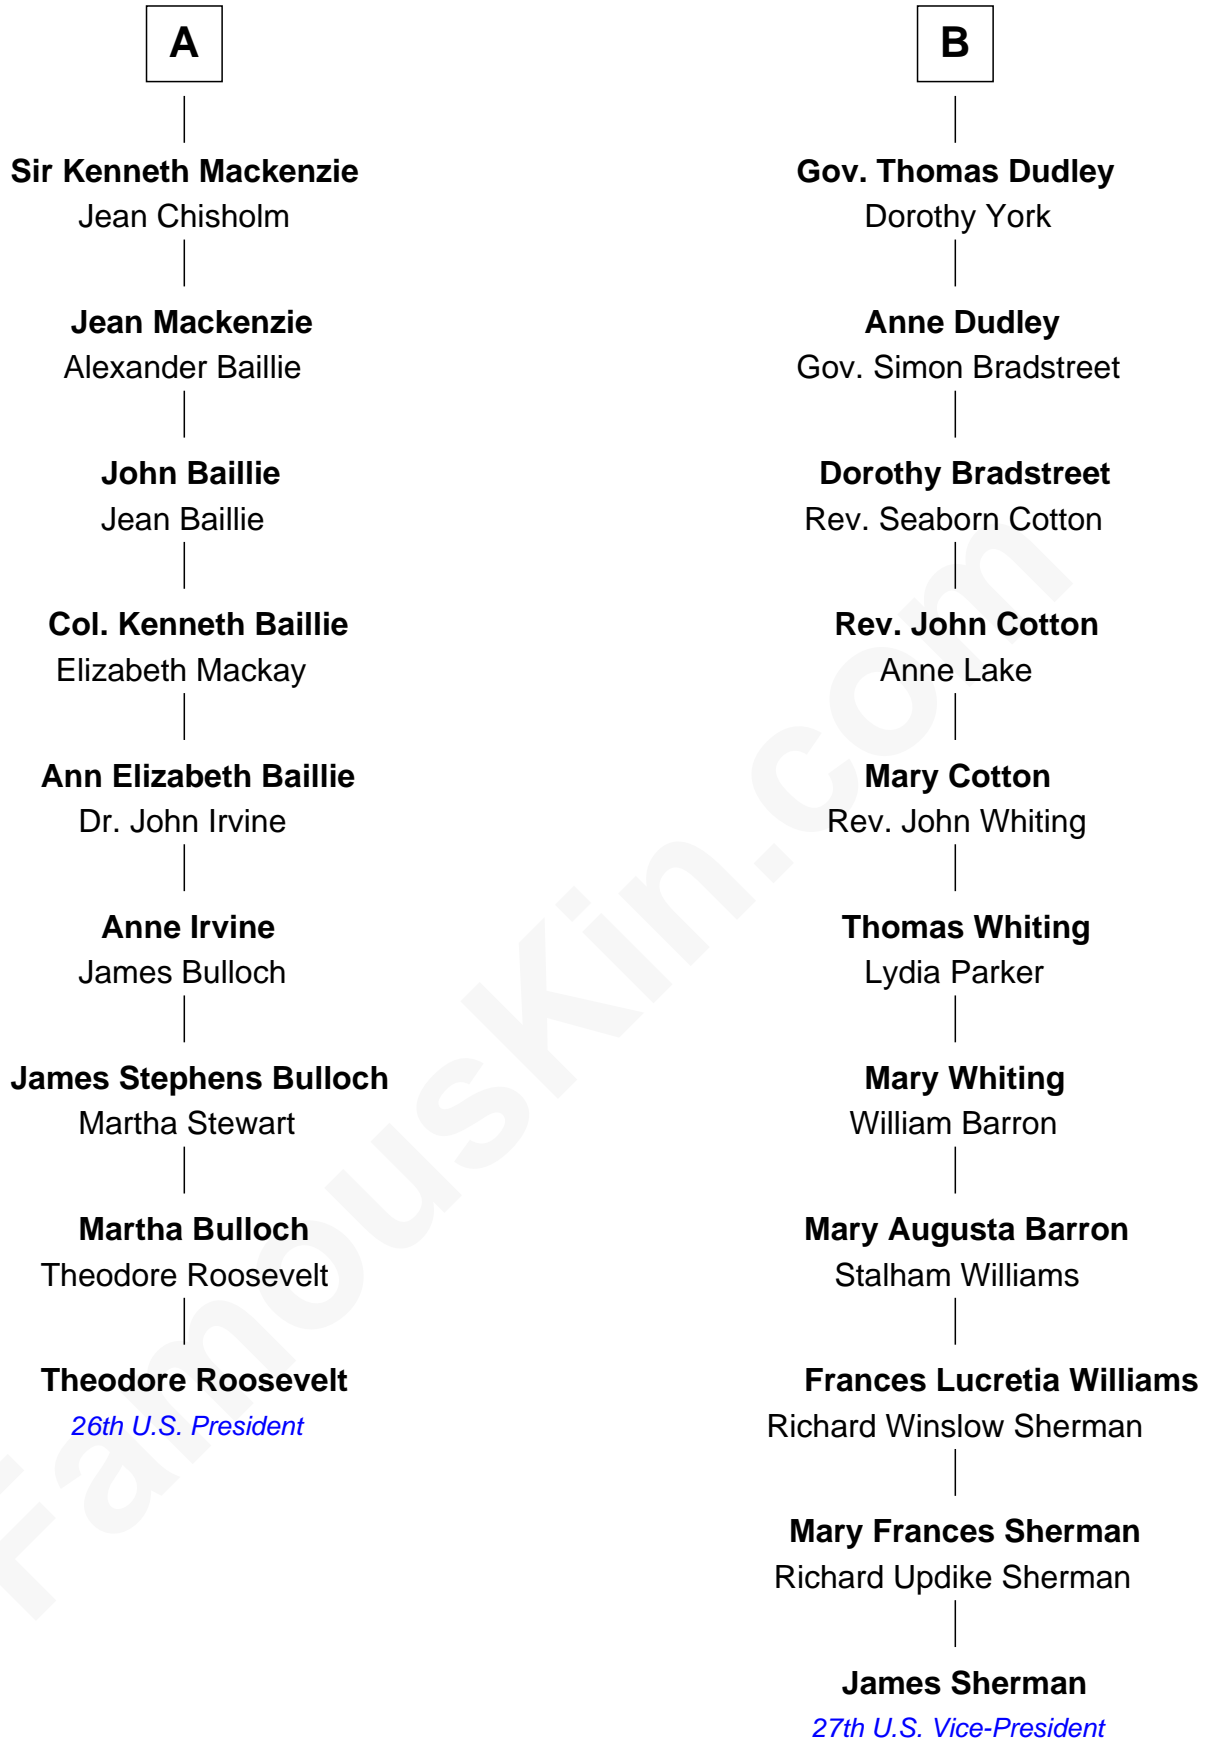 A
Sir Kenneth Mackenzie
Jean Chisholm
Jean Mackenzie
Alexander Baillie
John Baillie
Jean Baillie
Col. Kenneth Baillie
Elizabeth Mackay
Ann Elizabeth Baillie
Dr. John Irvine
Anne Irvine
James Bulloch
James Stephens Bulloch
Martha Stewart
Martha Bulloch
Theodore Roosevelt
Theodore Roosevelt
26th U.S. President
B
Gov. Thomas Dudley
Dorothy York
Anne Dudley
Gov. Simon Bradstreet
Dorothy Bradstreet
Rev. Seaborn Cotton
Rev. John Cotton
Anne Lake
Mary Cotton
Rev. John Whiting
Thomas Whiting
Lydia Parker
Mary Whiting
William Barron
Mary Augusta Barron
Stalham Williams
Frances Lucretia Williams
Richard Winslow Sherman
Mary Frances Sherman
Richard Updike Sherman
James Sherman
27th U.S. Vice-President
FamousKin.com